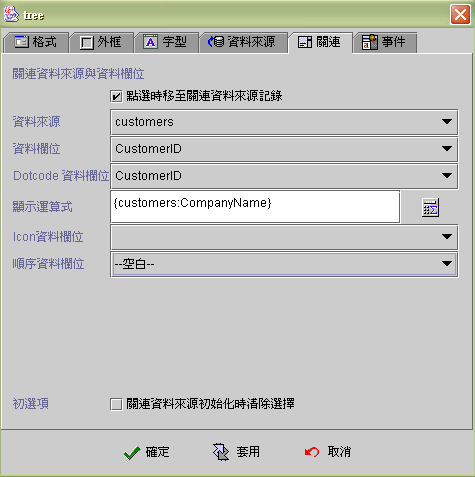 tree
格式 外框 字型 資料來源 關連 事件
關連資料來源與資料欄位
點選時移至關連資料來源記錄
資料來源 customers
資料欄位 CustomerID
Dotcode 資料欄位 CustomerID
顯示運算式 {customers:CompanyName}
Icon資料欄位
順序資料欄位 --空白--
初選項 關連資料來源初始化時清除選擇
確定 套用 取消